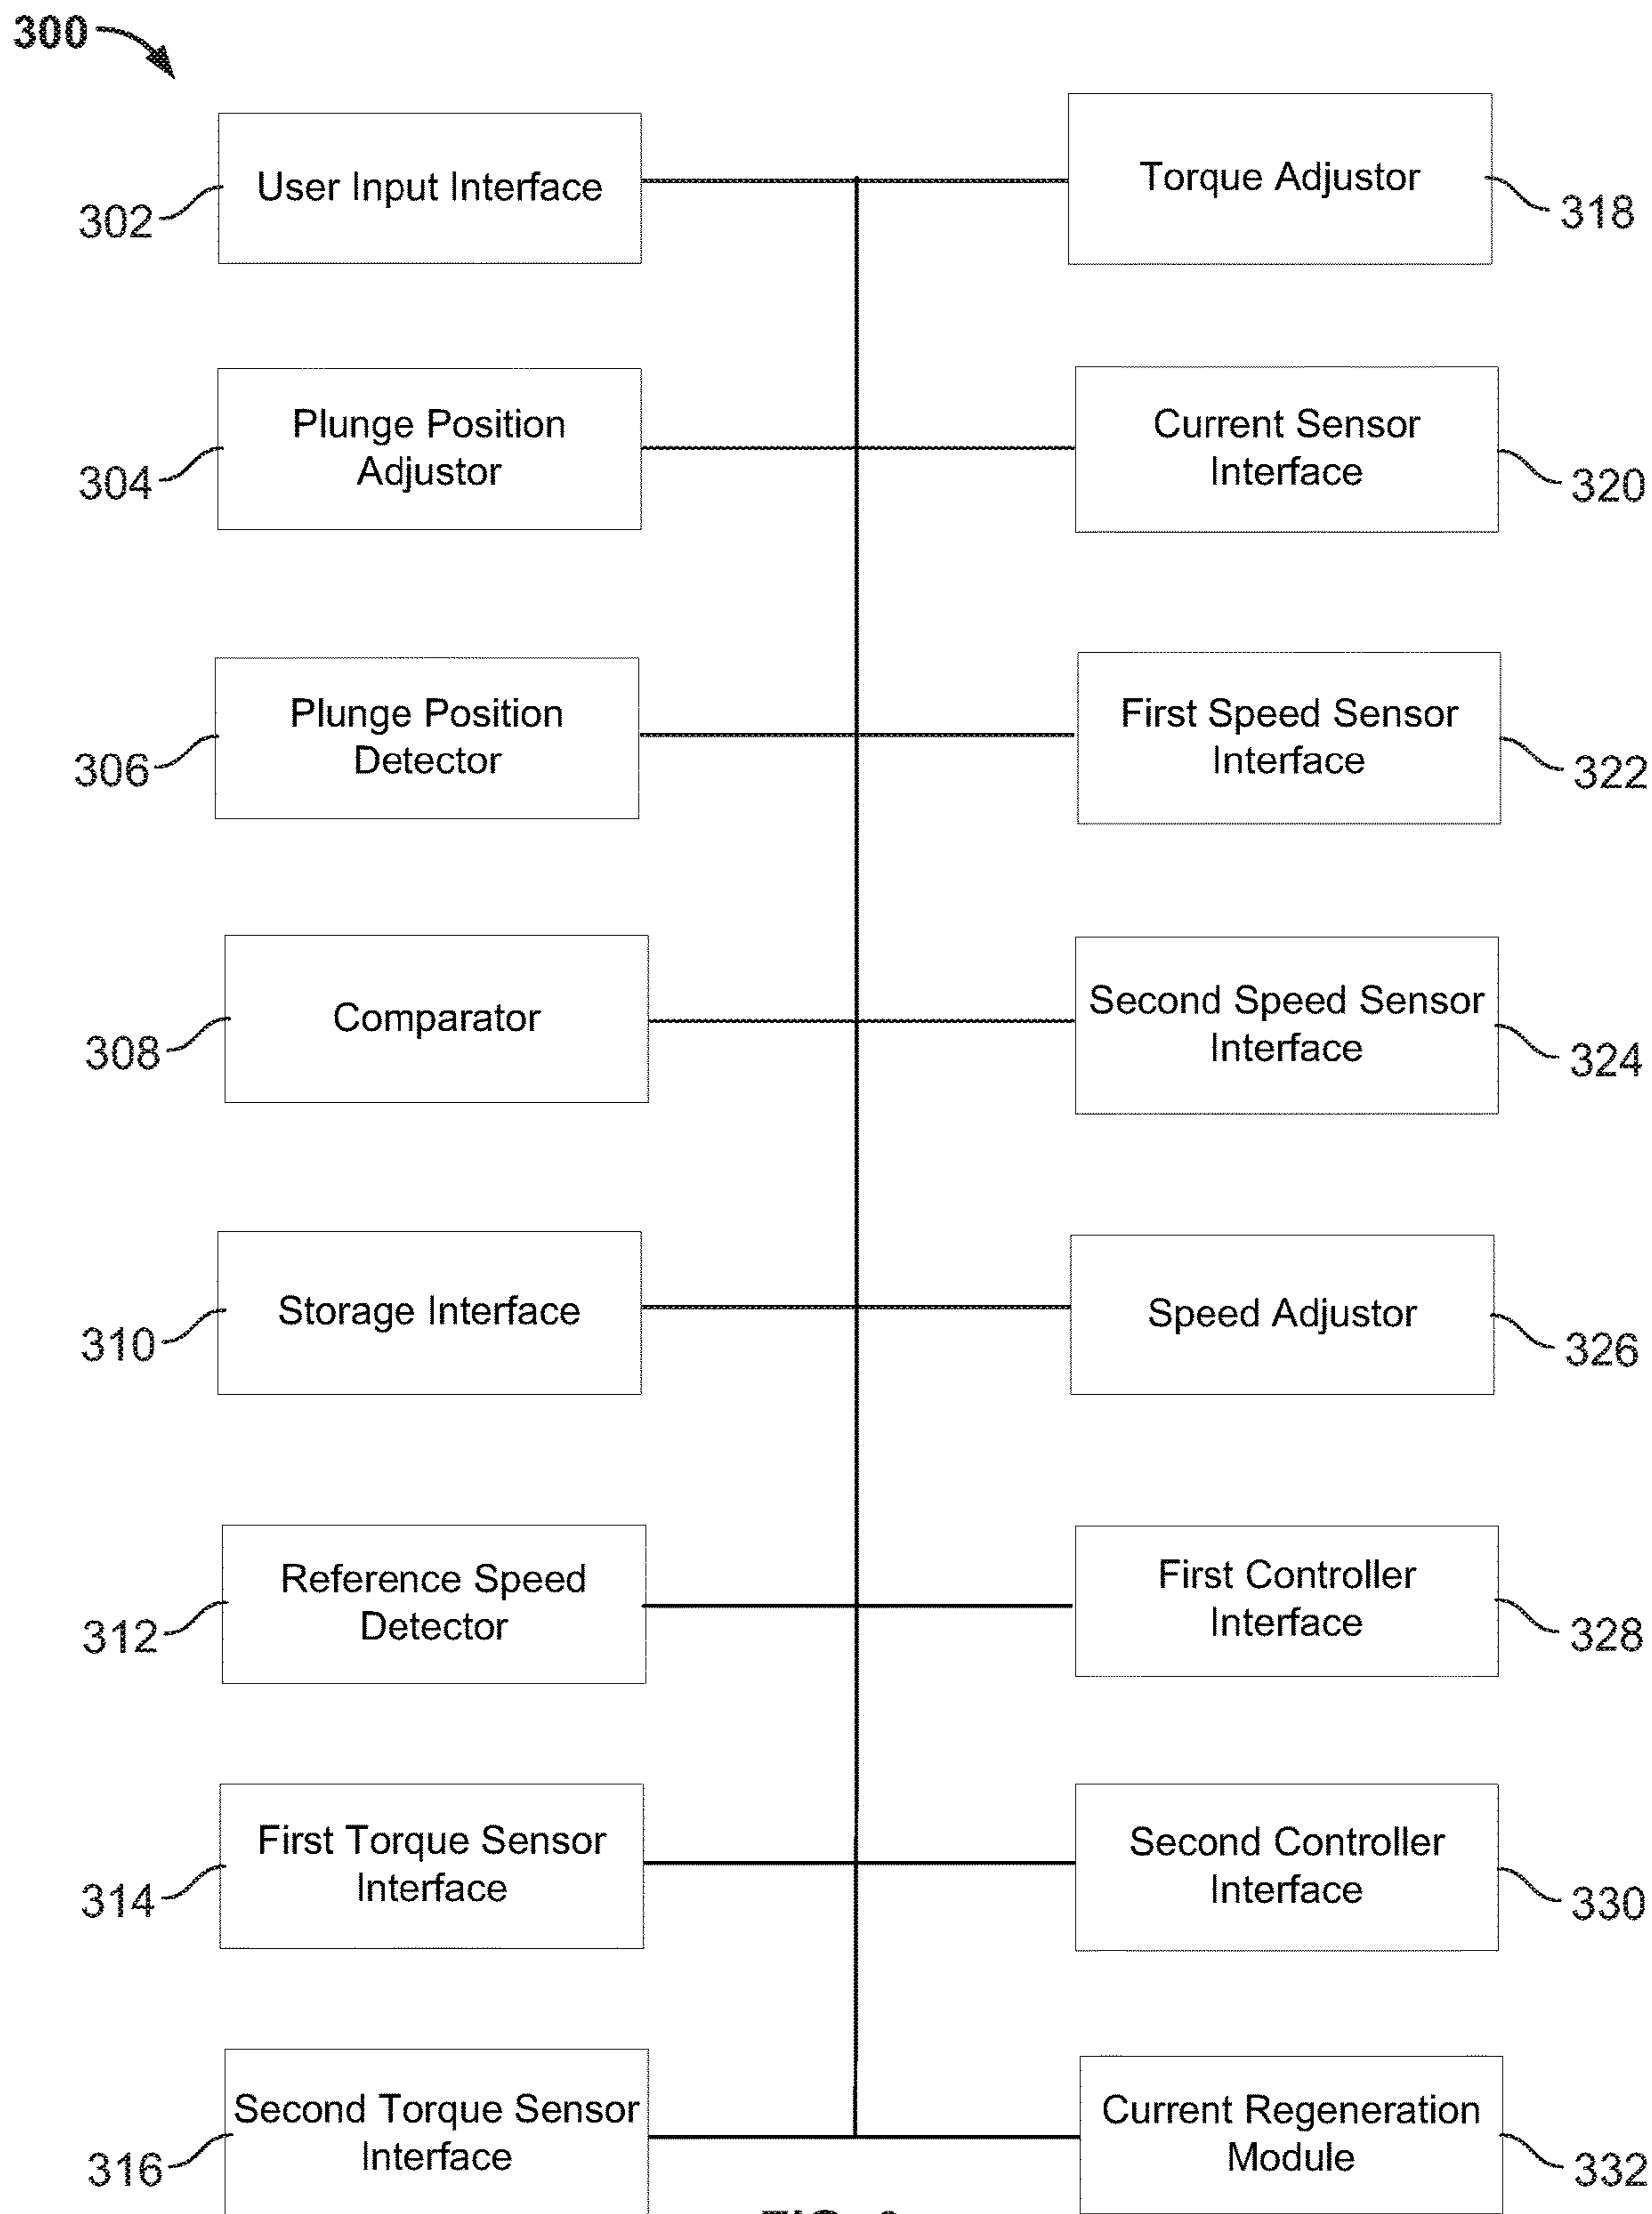 300
User Input Interface
302
Torque Adjustor
318
Plunge Position
Adjustor
304
Current Sensor
Interface
320
Plunge Position
Detector
306
First Speed Sensor
Interface
322
Comparator
308
Second Speed Sensor
Interface
324
Storage Interface
310
Speed Adjustor
326
Reference Speed
Detector
312
First Controller
Interface
328
First Torque Sensor
Interface
314
Second Controller
Interface
330
Second Torque Sensor
Interface
316
Current Regeneration
Module
332